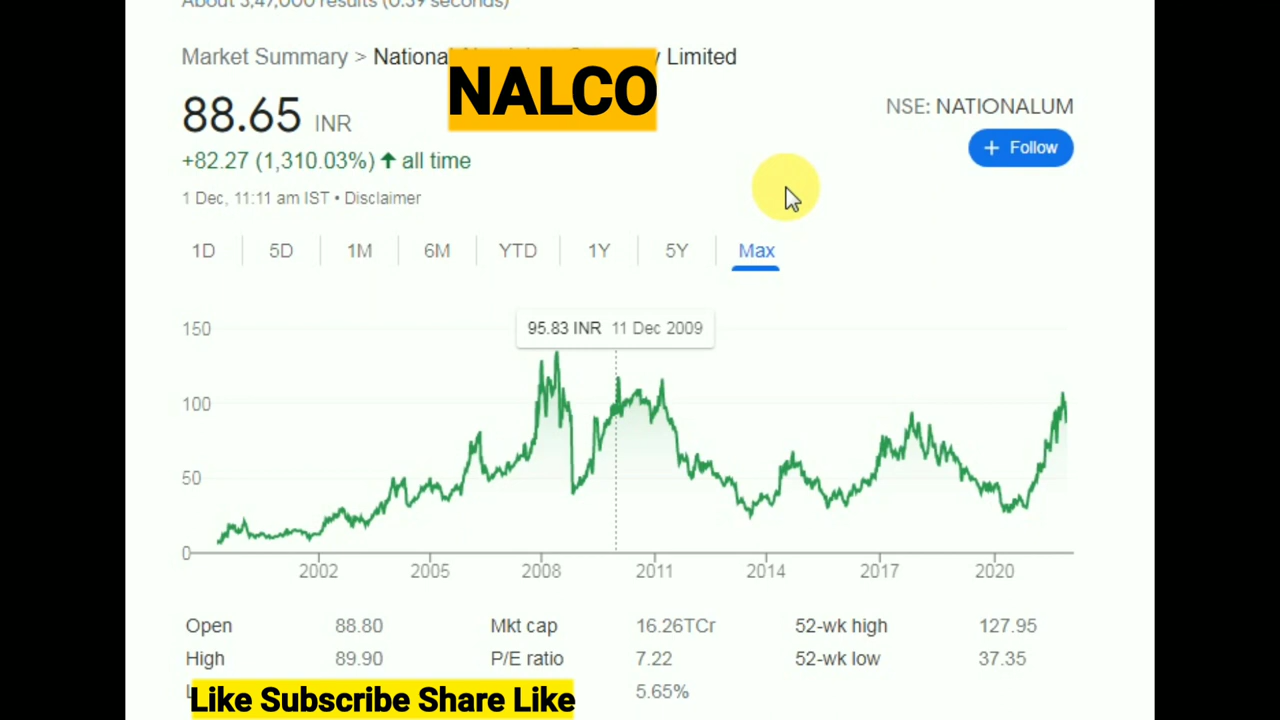 About 3,47,000 results (0.39 seconds)
Market Summary > Nationa Limited
NALCO
88.65 INR
NSE: NATIONALUM
+ Follow
+82.27 (1,310.03%) ↑ all time
1 Dec, 11:11 am IST • Disclaimer
1D 5D 1M 6M YTD 1Y 5Y Max
95.83 INR 11 Dec 2009
150
100
50
0
2002 2005 2008 2011 2014 2017 2020
Open 88.80 Mkt cap 16.26TCr 52-wk high 127.95
High 89.90 P/E ratio 7.22 52-wk low 37.35
5.65%
Like Subscribe Share Like